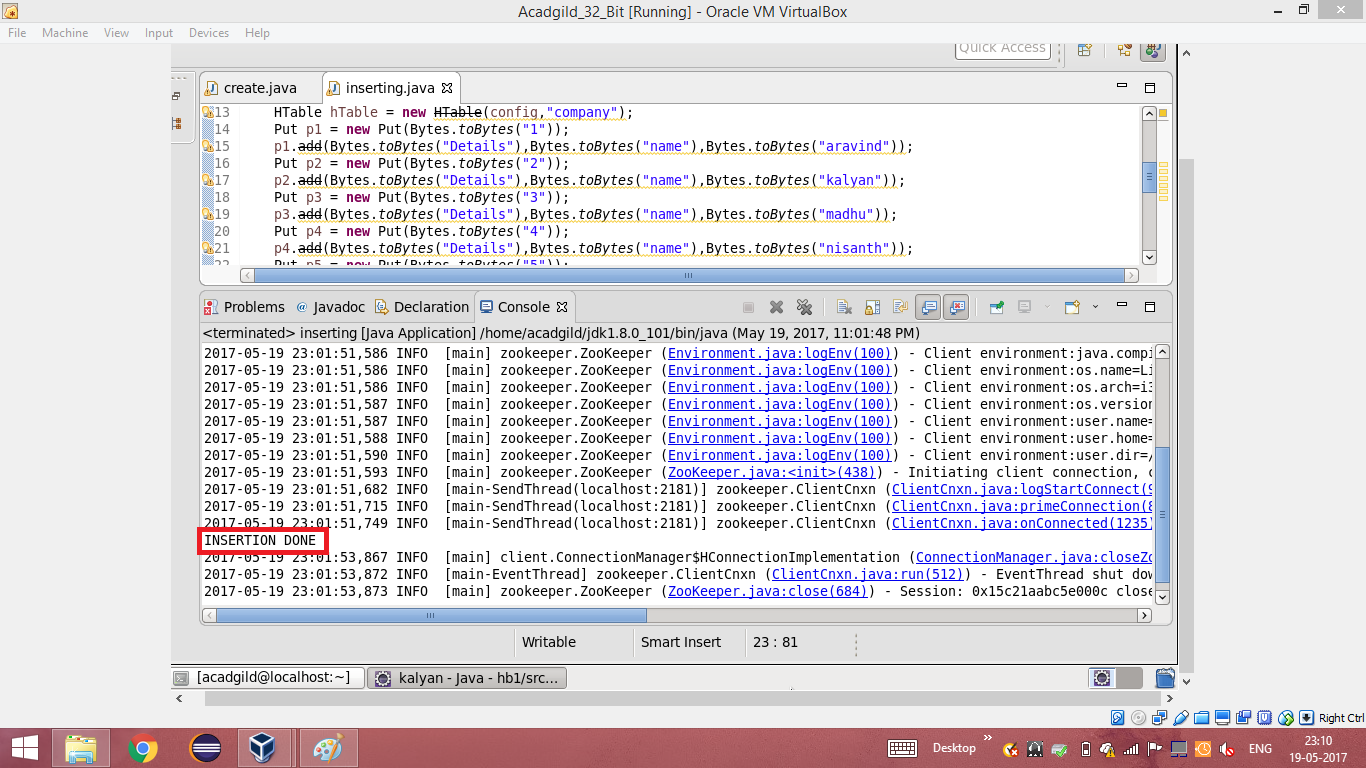 Acadgild_32_Bit [Running] - Oracle VM VirtualBox
File Machine View Input Devices Help
Quick Access
create.java inserting.java
13 HTable hTable = new HTable(config,"company");
14 Put p1 = new Put(Bytes.toBytes("1"));
15 p1.add(Bytes.toBytes("Details"),Bytes.toBytes("name"),Bytes.toBytes("aravind"));
16 Put p2 = new Put(Bytes.toBytes("2"));
17 p2.add(Bytes.toBytes("Details"),Bytes.toBytes("name"),Bytes.toBytes("kalyan"));
18 Put p3 = new Put(Bytes.toBytes("3"));
19 p3.add(Bytes.toBytes("Details"),Bytes.toBytes("name"),Bytes.toBytes("madhu"));
20 Put p4 = new Put(Bytes.toBytes("4"));
21 p4.add(Bytes.toBytes("Details"),Bytes.toBytes("name"),Bytes.toBytes("nisanth"));
22 Put p5 = new Put(Bytes.toBytes("5"));
Problems @ Javadoc Declaration Console
<terminated> inserting [Java Application] /home/acadgild/jdk1.8.0_101/bin/java (May 19, 2017, 11:01:48 PM)
2017-05-19 23:01:51,586 INFO [main] zookeeper.ZooKeeper (Environment.java:logEnv(100)) - Client environment:java.compi
2017-05-19 23:01:51,586 INFO [main] zookeeper.ZooKeeper (Environment.java:logEnv(100)) - Client environment:os.name=Li
2017-05-19 23:01:51,586 INFO [main] zookeeper.ZooKeeper (Environment.java:logEnv(100)) - Client environment:os.arch=i3
2017-05-19 23:01:51,587 INFO [main] zookeeper.ZooKeeper (Environment.java:logEnv(100)) - Client environment:os.version
2017-05-19 23:01:51,587 INFO [main] zookeeper.ZooKeeper (Environment.java:logEnv(100)) - Client environment:user.name=
2017-05-19 23:01:51,588 INFO [main] zookeeper.ZooKeeper (Environment.java:logEnv(100)) - Client environment:user.home=
2017-05-19 23:01:51,590 INFO [main] zookeeper.ZooKeeper (Environment.java:logEnv(100)) - Client environment:user.dir=/
2017-05-19 23:01:51,593 INFO [main] zookeeper.ZooKeeper (ZooKeeper.java:<init>(438)) - Initiating client connection, c
2017-05-19 23:01:51,682 INFO [main-SendThread(localhost:2181)] zookeeper.ClientCnxn (ClientCnxn.java:logStartConnect(9
2017-05-19 23:01:51,715 INFO [main-SendThread(localhost:2181)] zookeeper.ClientCnxn (ClientCnxn.java:primeConnection(8
2017-05-19 23:01:51,749 INFO [main-SendThread(localhost:2181)] zookeeper.ClientCnxn (ClientCnxn.java:onConnected(1235)
INSERTION DONE
2017-05-19 23:01:53,867 INFO [main] client.ConnectionManager$HConnectionImplementation (ConnectionManager.java:closeZo
2017-05-19 23:01:53,872 INFO [main-EventThread] zookeeper.ClientCnxn (ClientCnxn.java:run(512)) - EventThread shut dow
2017-05-19 23:01:53,873 INFO [main] zookeeper.ZooKeeper (ZooKeeper.java:close(684)) - Session: 0x15c21aabc5e000c close
Writable Smart Insert 23 : 81
[acadgild@localhost:~] kalyan - Java - hb1/src...
Right Ctrl
Desktop ENG 23:10
19-05-2017